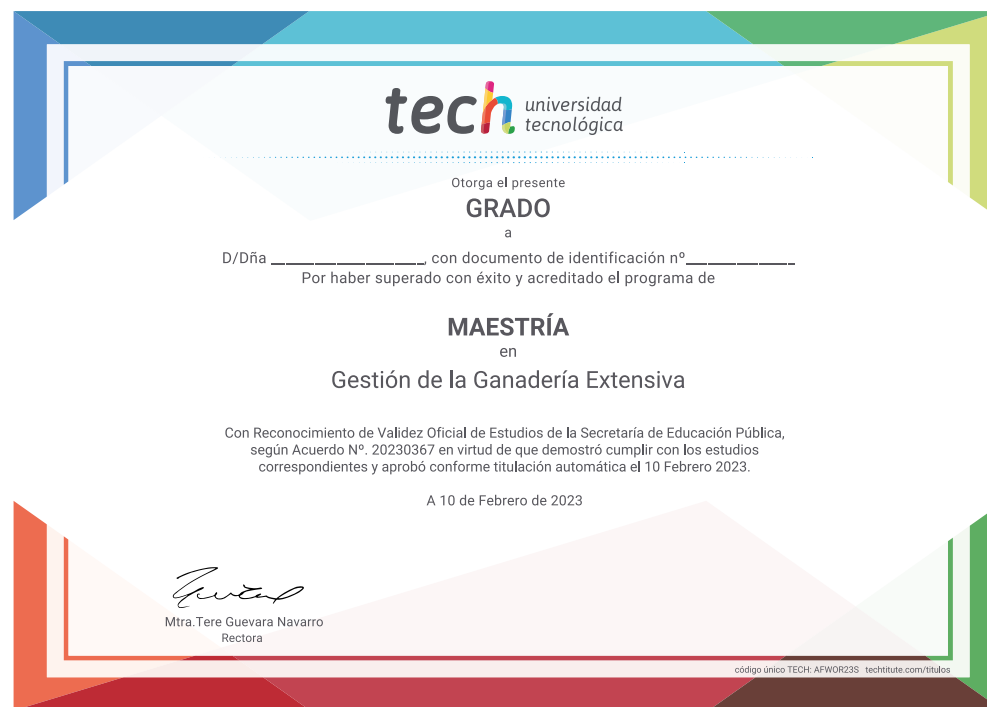 tech universidad
tecnológica
Otorga el presente
GRADO
a
D/Dña ____________________, con documento de identificación nº______________
Por haber superado con éxito y acreditado el programa de
MAESTRÍA
en
Gestión de la Ganadería Extensiva
Con Reconocimiento de Validez Oficial de Estudios de la Secretaría de Educación Pública,
según Acuerdo Nº. 20230367 en virtud de que demostró cumplir con los estudios
correspondientes y aprobó conforme titulación automática el 10 Febrero 2023.
A 10 de Febrero de 2023
Mtra.Tere Guevara Navarro
Rectora
código único TECH: AFWOR23S techtitute.com/titulos